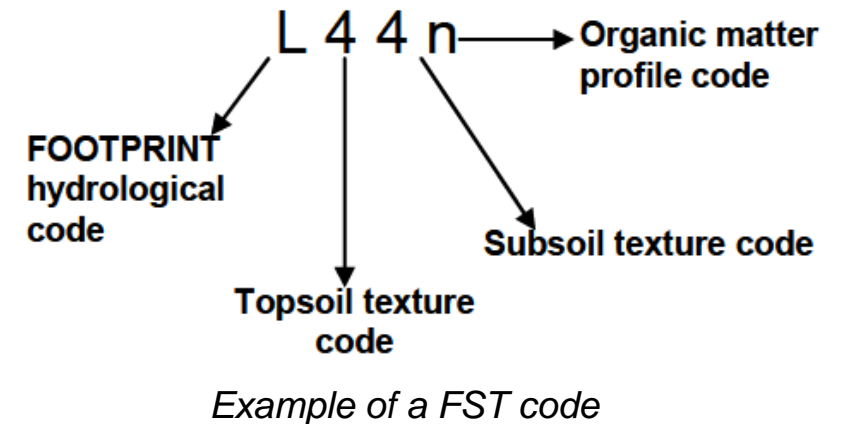 L 4 4 n
Organic matter
profile code
FOOTPRINT
hydrological
code
Subsoil texture code
Topsoil texture
code
Example of a FST code